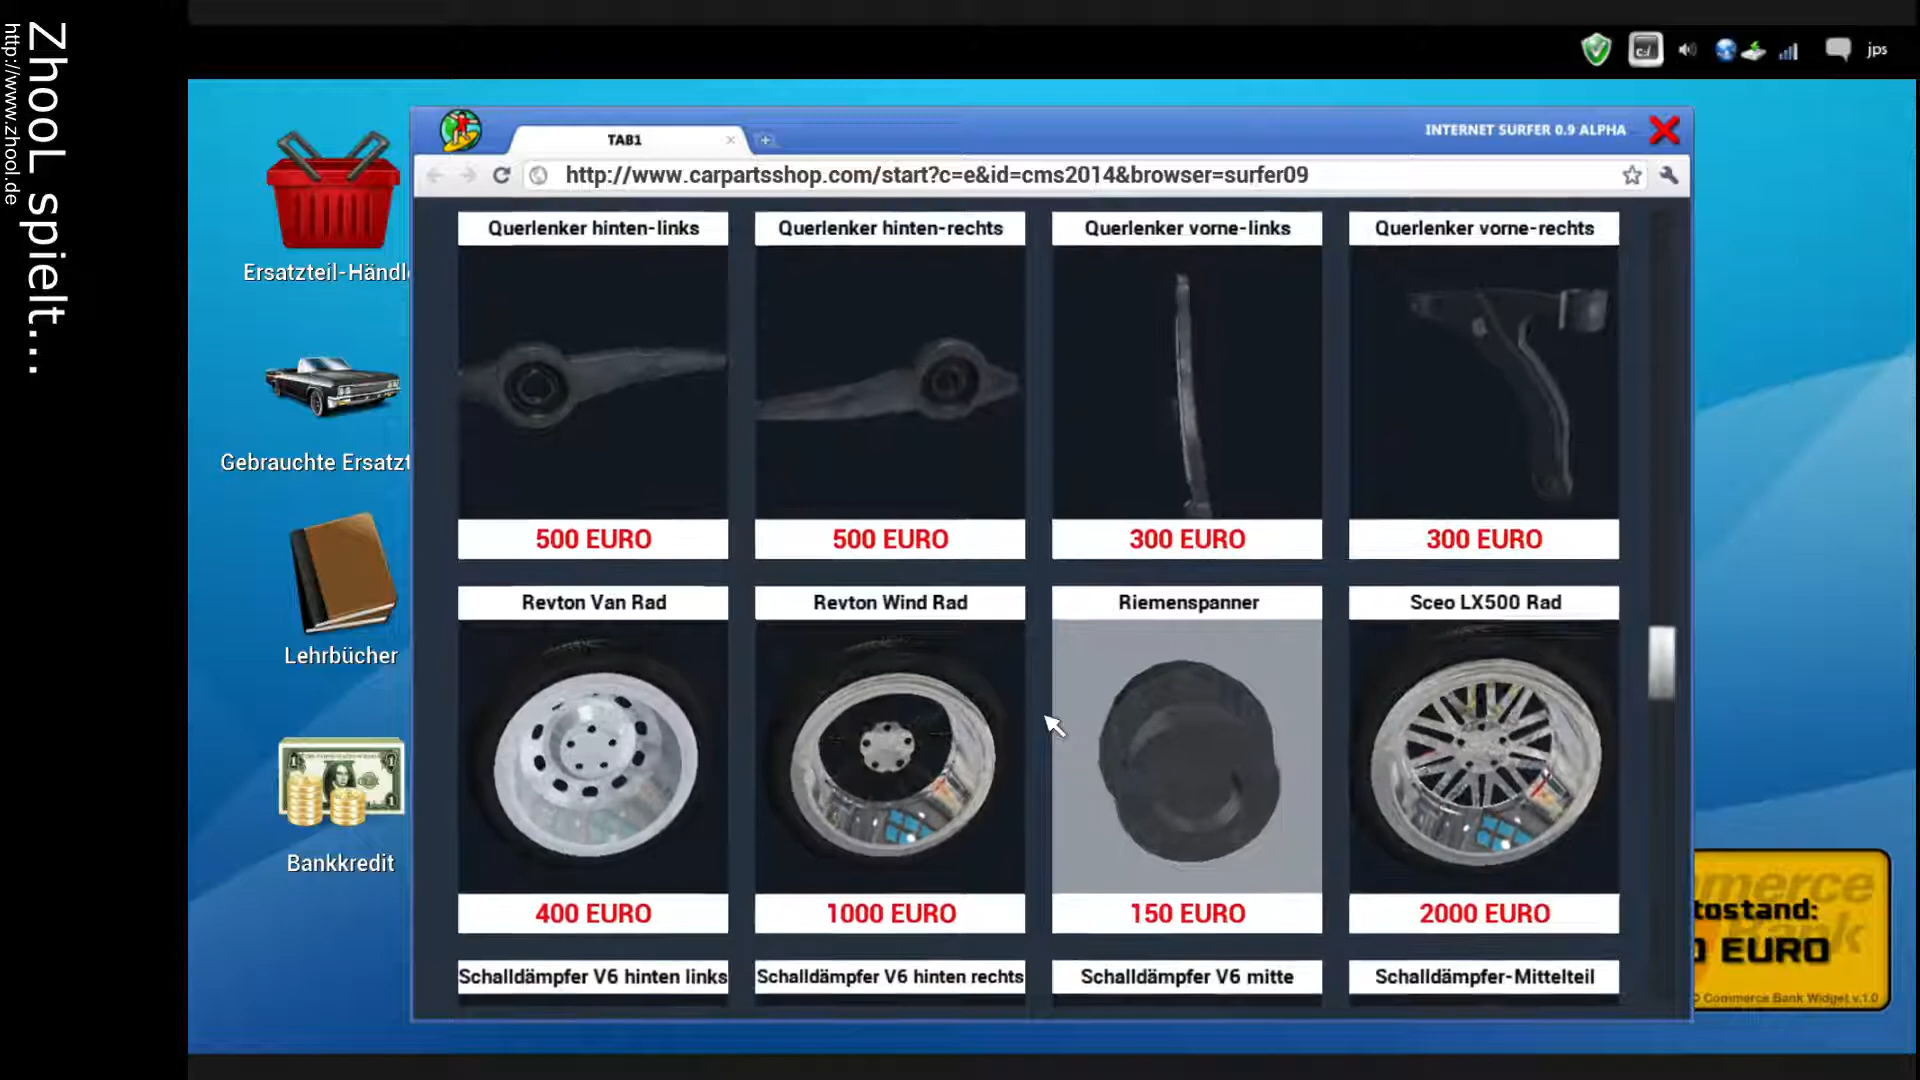 ZhooL spielt...
http://www.zhool.de
jps
TAB1
INTERNET SURFER 0.9 ALPHA
http://www.carpartsshop.com/start?c=e&id=cms2014&browser=surfer09
Querlenker hinten-links
Querlenker hinten-rechts
Querlenker vorne-links
Querlenker vorne-rechts
500 EURO
500 EURO
300 EURO
300 EURO
Revton Van Rad
Revton Wind Rad
Riemenspanner
Sceo LX500 Rad
400 EURO
1000 EURO
150 EURO
2000 EURO
Schalldämpfer V6 hinten links
Schalldämpfer V6 hinten rechts
Schalldämpfer V6 mitte
Schalldämpfer-Mittelteil
Ersatzteil-Händl
Gebrauchte Ersatzt
Lehrbücher
Bankkredit
merce
Bank
tostand:
EURO
Commerce Bank Widget v.1.0